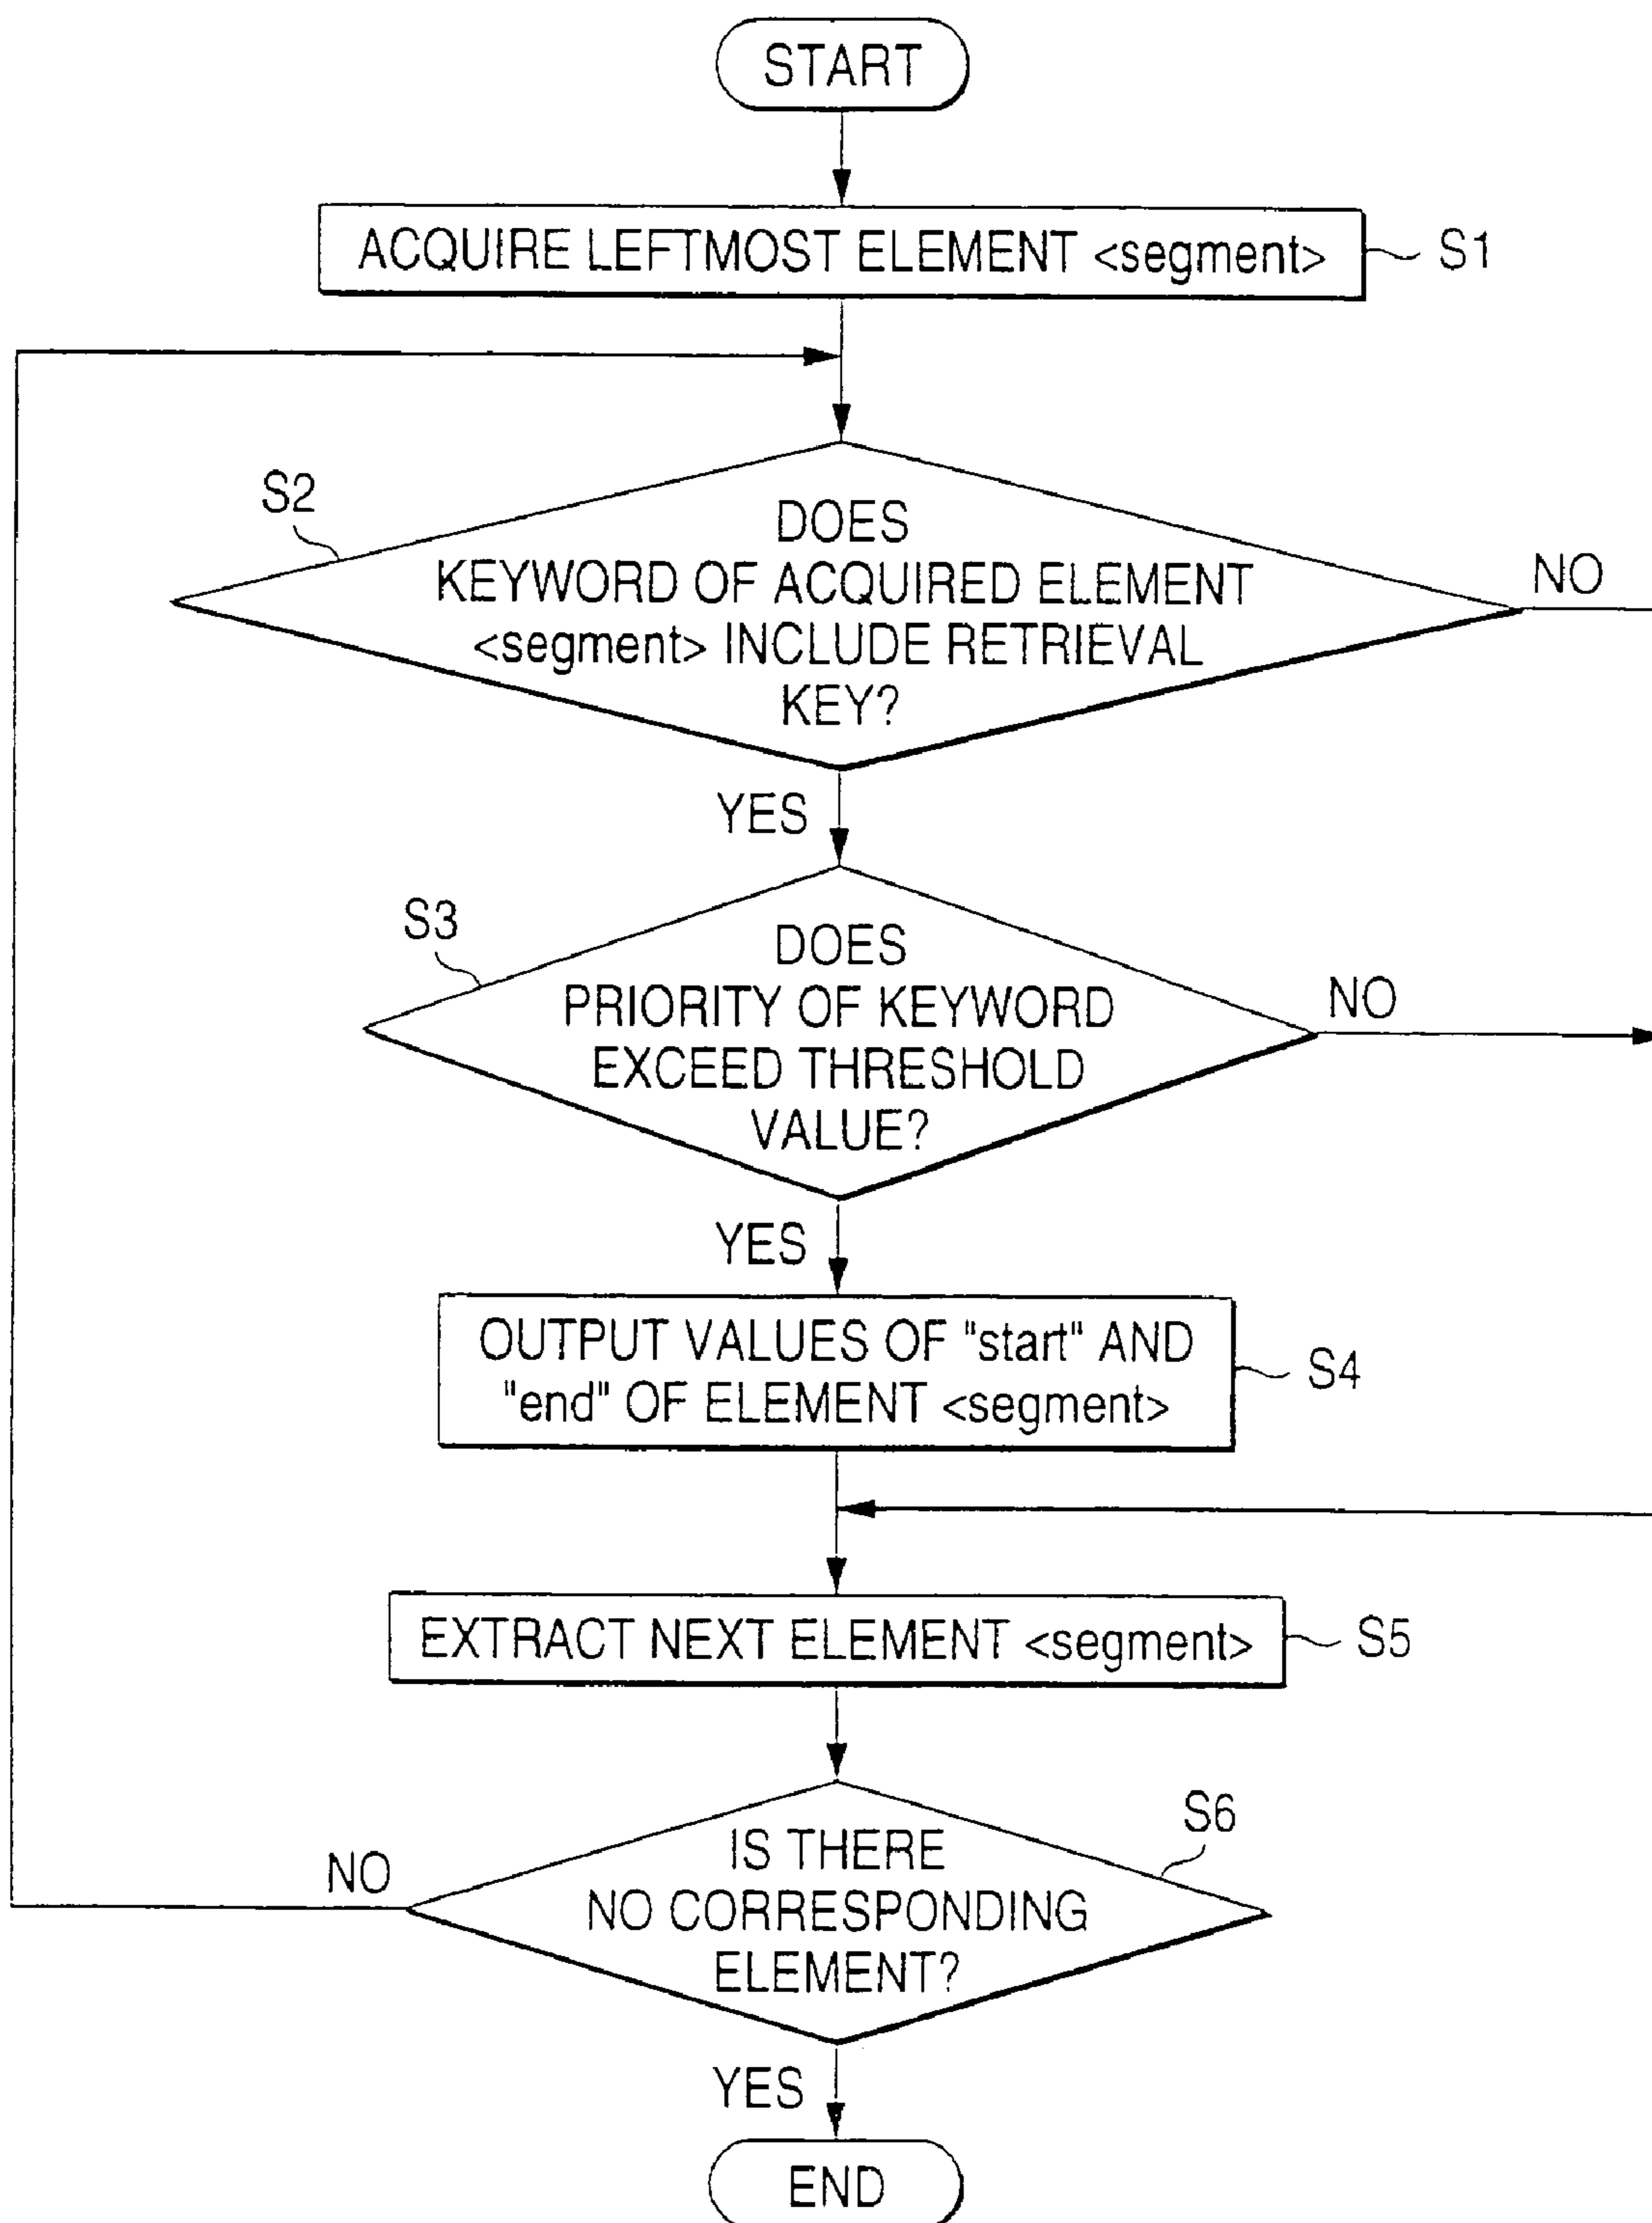 START
ACQUIRE LEFTMOST ELEMENT <segment>
S1
S2
DOES
KEYWORD OF ACQUIRED ELEMENT
<segment> INCLUDE RETRIEVAL
KEY?
NO
YES
S3
DOES
PRIORITY OF KEYWORD
EXCEED THRESHOLD
VALUE?
NO
YES
OUTPUT VALUES OF "start" AND
"end" OF ELEMENT <segment>
S4
EXTRACT NEXT ELEMENT <segment>
S5
S6
IS THERE
NO CORRESPONDING
ELEMENT?
NO
YES
END